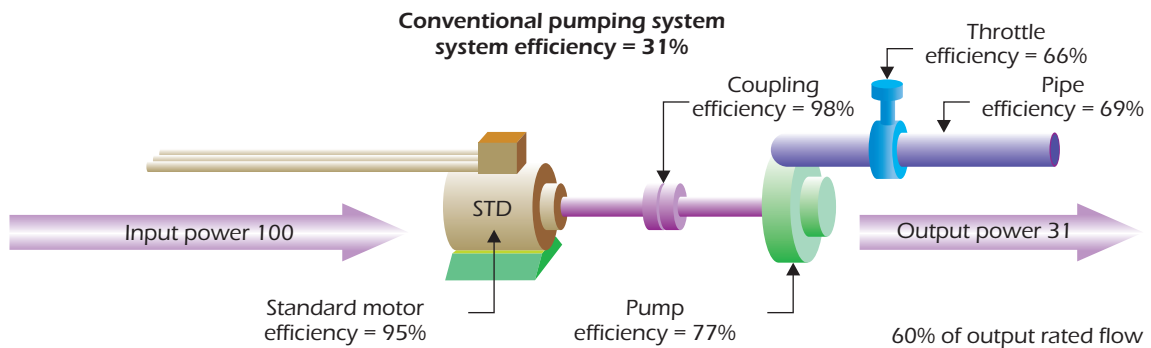 Conventional pumping system
system efficiency = 31%
Throttle
efficiency = 66%
Coupling
efficiency = 98%
Pipe
efficiency = 69%
STD
Input power 100
Output power 31
Standard motor
efficiency = 95%
Pump
efficiency = 77%
60% of output rated flow